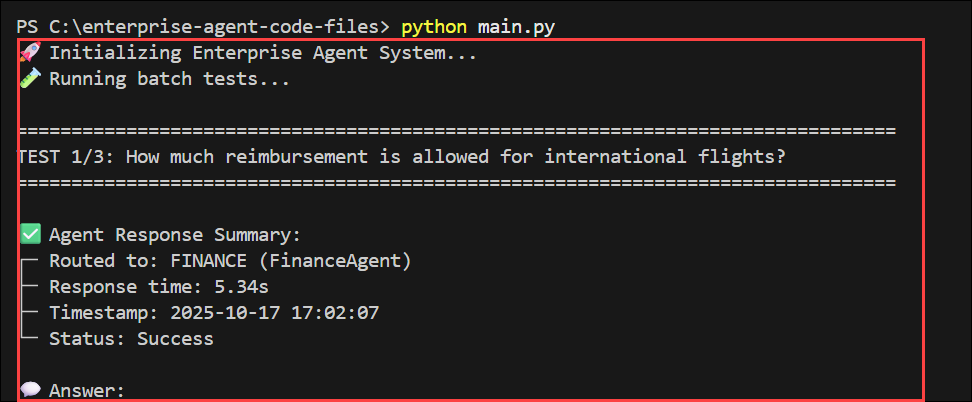 PS C:\enterprise-agent-code-files> python main.py
🚀 Initializing Enterprise Agent System...
🧪 Running batch tests...
================================================================================
TEST 1/3: How much reimbursement is allowed for international flights?
================================================================================
✅ Agent Response Summary:
┌─ Routed to: FINANCE (FinanceAgent)
├─ Response time: 5.34s
├─ Timestamp: 2025-10-17 17:02:07
└─ Status: Success
💬 Answer: